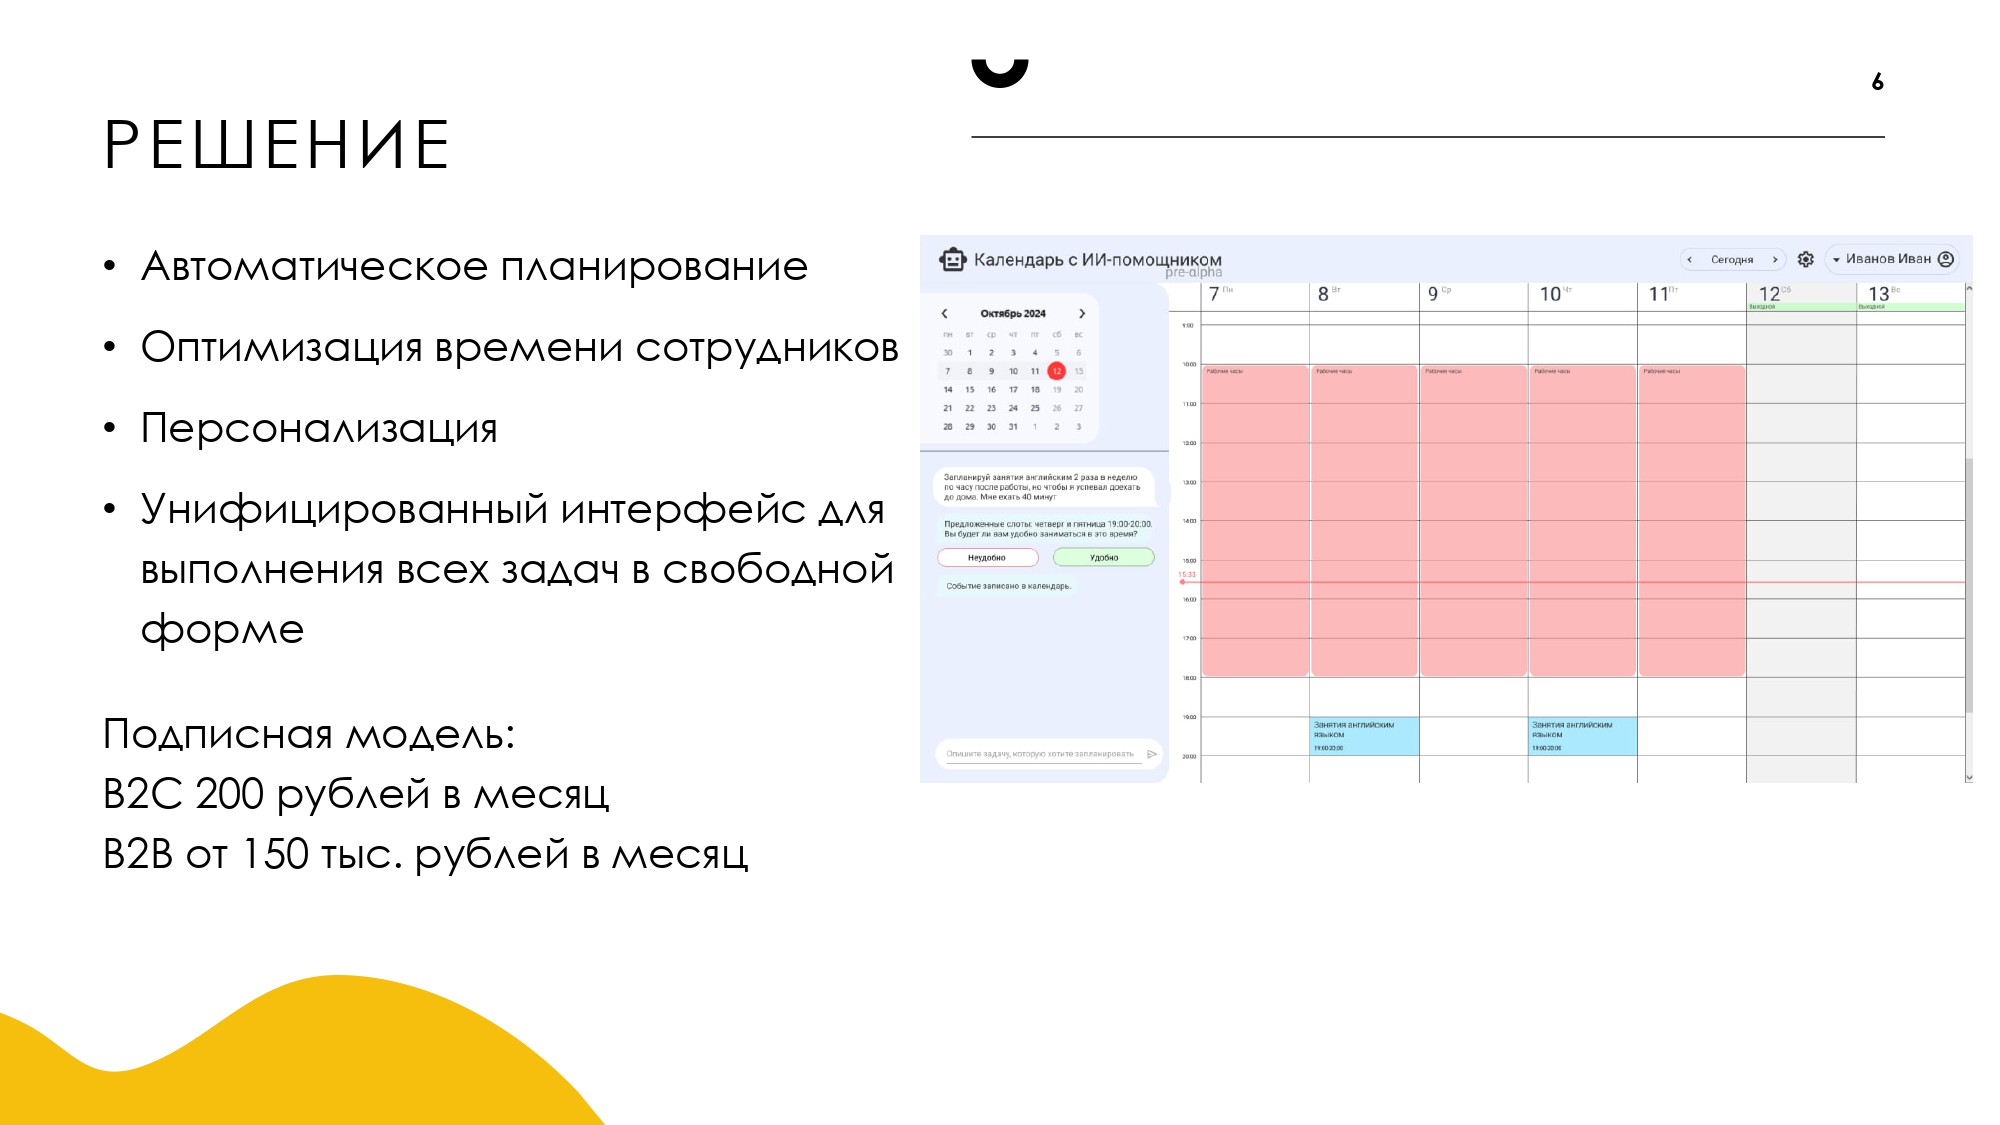 6
РЕШЕНИЕ
• Автоматическое планирование
• Оптимизация времени сотрудников
• Персонализация
• Унифицированный интерфейс для
выполнения всех задач в свободной
форме
Подписная модель:
B2C 200 рублей в месяц
B2B от 150 тыс. рублей в месяц
Календарь с ИИ-помощником
pre-alpha
Сегодня
Иванов Иван
Октябрь 2024
пн вт ср чт пт сб вс
30 1 2 3 4 5 6
7 8 9 10 11 12 13
14 15 16 17 18 19 20
21 22 23 24 25 26 27
28 29 30 31 1 2 3
Запланируй занятия английским 2 раза в неделю
по часу после работы, но чтобы я успевал доехать
до дома. Мне ехать 40 минут
Предложенные слоты: четверг и пятница 19:00-20:00.
Вы будет ли вам удобно заниматься в это время?
Неудобно Удобно
Событие записано в календарь.
Опишите задачу, которую хотите запланировать
7 Пн 8 Вт 9 Ср 10 Чт 11 Пт 12 Сб 13 Вс
Выходной Выходной
9:00
10:00
Рабочие часы Рабочие часы Рабочие часы Рабочие часы Рабочие часы
11:00
12:00
13:00
14:00
15:00
15:33
16:00
17:00
18:00
19:00
Занятия английским Занятия английским
языком языком
19:00-20:00 19:00-20:00
20:00